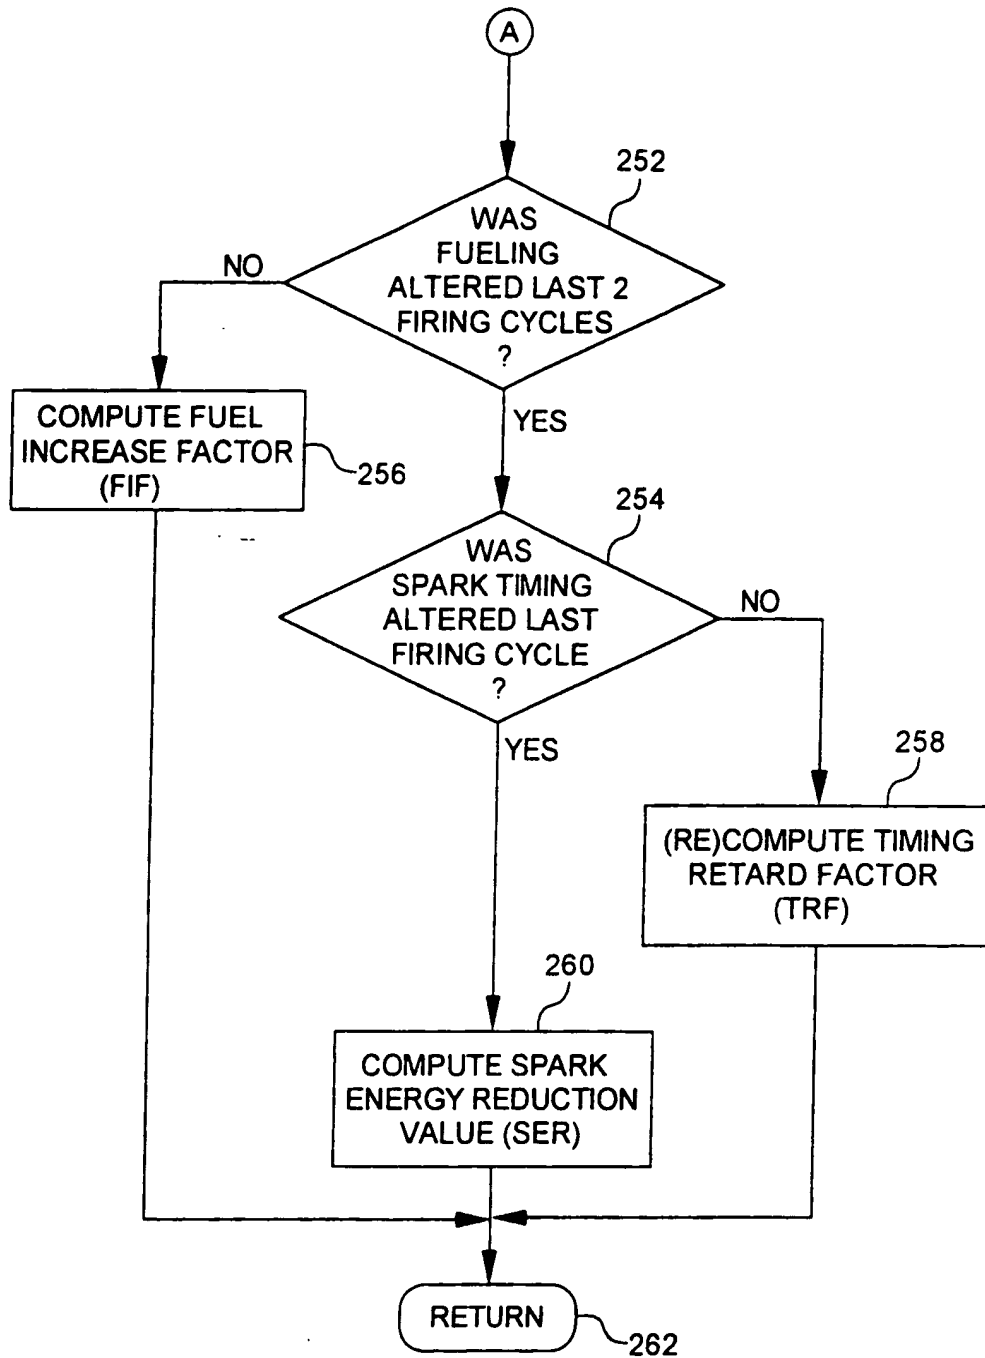 A
252
WAS
FUELING
ALTERED LAST 2
FIRING CYCLES
?
NO
YES
COMPUTE FUEL
INCREASE FACTOR
(FIF)
256
254
WAS
SPARK TIMING
ALTERED LAST
FIRING CYCLE
?
NO
YES
258
(RE)COMPUTE TIMING
RETARD FACTOR
(TRF)
260
COMPUTE SPARK
ENERGY REDUCTION
VALUE (SER)
RETURN
262